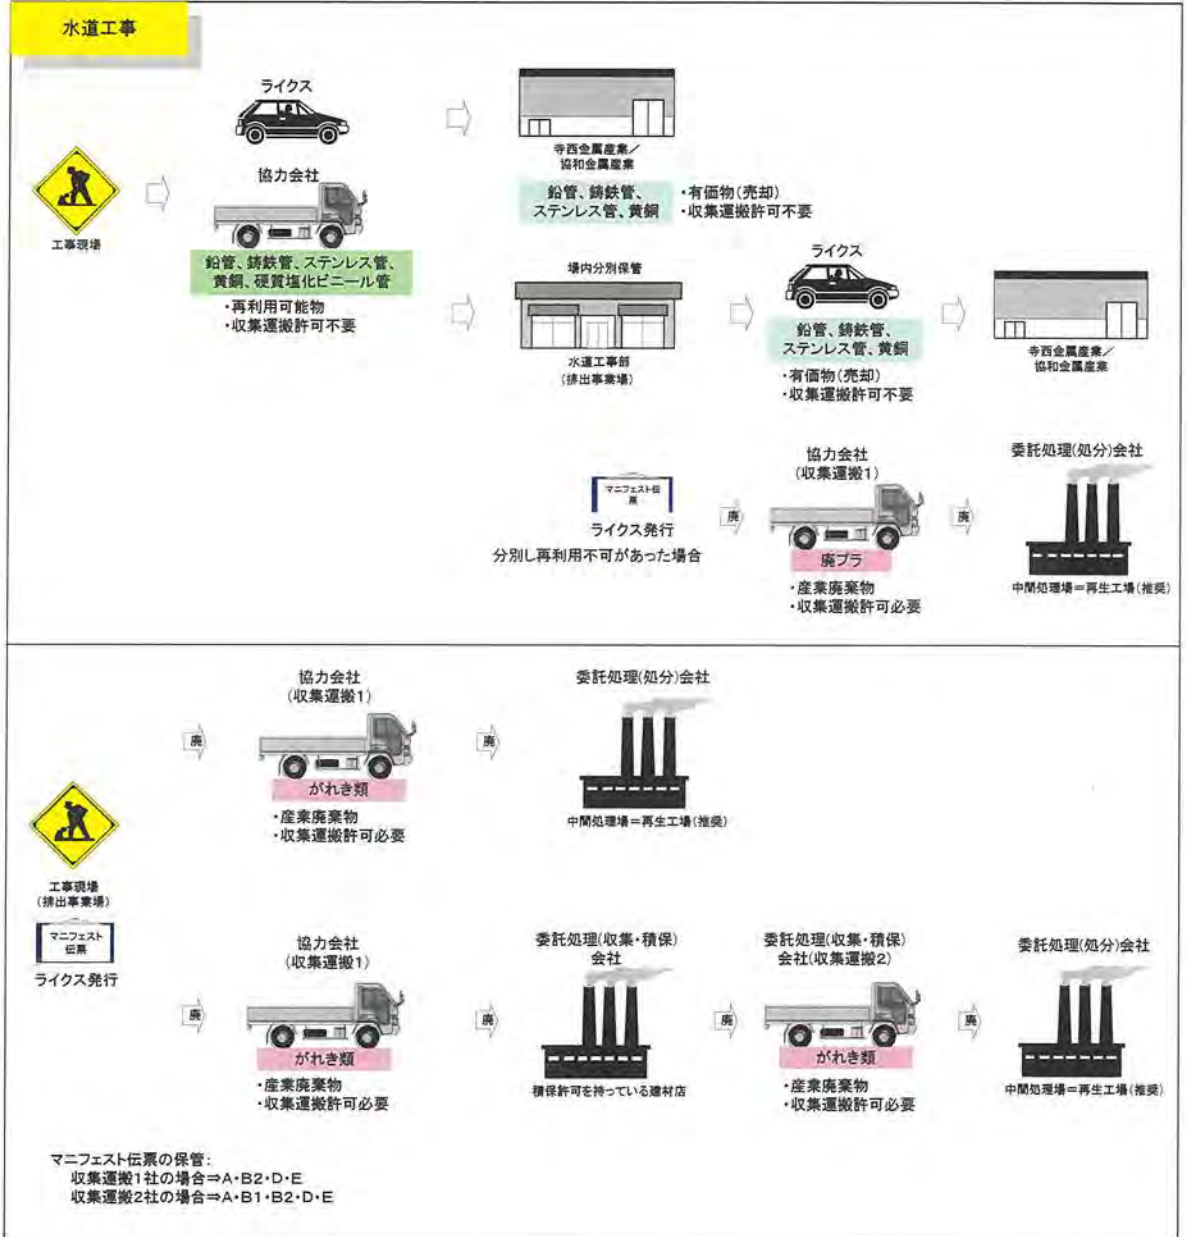 水道工事
ライクス
工事現場
協力会社
鉛管、鋳鉄管、ステンレス管、
黄銅、硬質塩化ビニール管
・再利用可能物
・収集運搬許可不要
寺西金属産業/
協和金属産業
鉛管、鋳鉄管、
ステンレス管、黄銅
・有価物(売却)
・収集運搬許可不要
場内分別保管
水道工事部
(排出事業場)
ライクス
鉛管、鋳鉄管、
ステンレス管、黄銅
・有価物(売却)
・収集運搬許可不要
寺西金属産業/
協和金属産業
マニフェスト伝
票
ライクス発行
分別し再利用不可があった場合
廃
協力会社
(収集運搬1)
廃プラ
・産業廃棄物
・収集運搬許可必要
廃
委託処理(処分)会社
中間処理場=再生工場(推奨)
工事現場
(排出事業場)
マニフェスト
伝票
ライクス発行
廃
協力会社
(収集運搬1)
がれき類
・産業廃棄物
・収集運搬許可必要
廃
委託処理(処分)会社
中間処理場=再生工場(推奨)
廃
協力会社
(収集運搬1)
がれき類
・産業廃棄物
・収集運搬許可必要
廃
委託処理(収集・積保)
会社
積保許可を持っている建材店
廃
委託処理(収集・積保)
会社(収集運搬2)
がれき類
・産業廃棄物
・収集運搬許可必要
廃
委託処理(処分)会社
中間処理場=再生工場(推奨)
マニフェスト伝票の保管:
収集運搬1社の場合⇒A・B2・D・E
収集運搬2社の場合⇒A・B1・B2・D・E